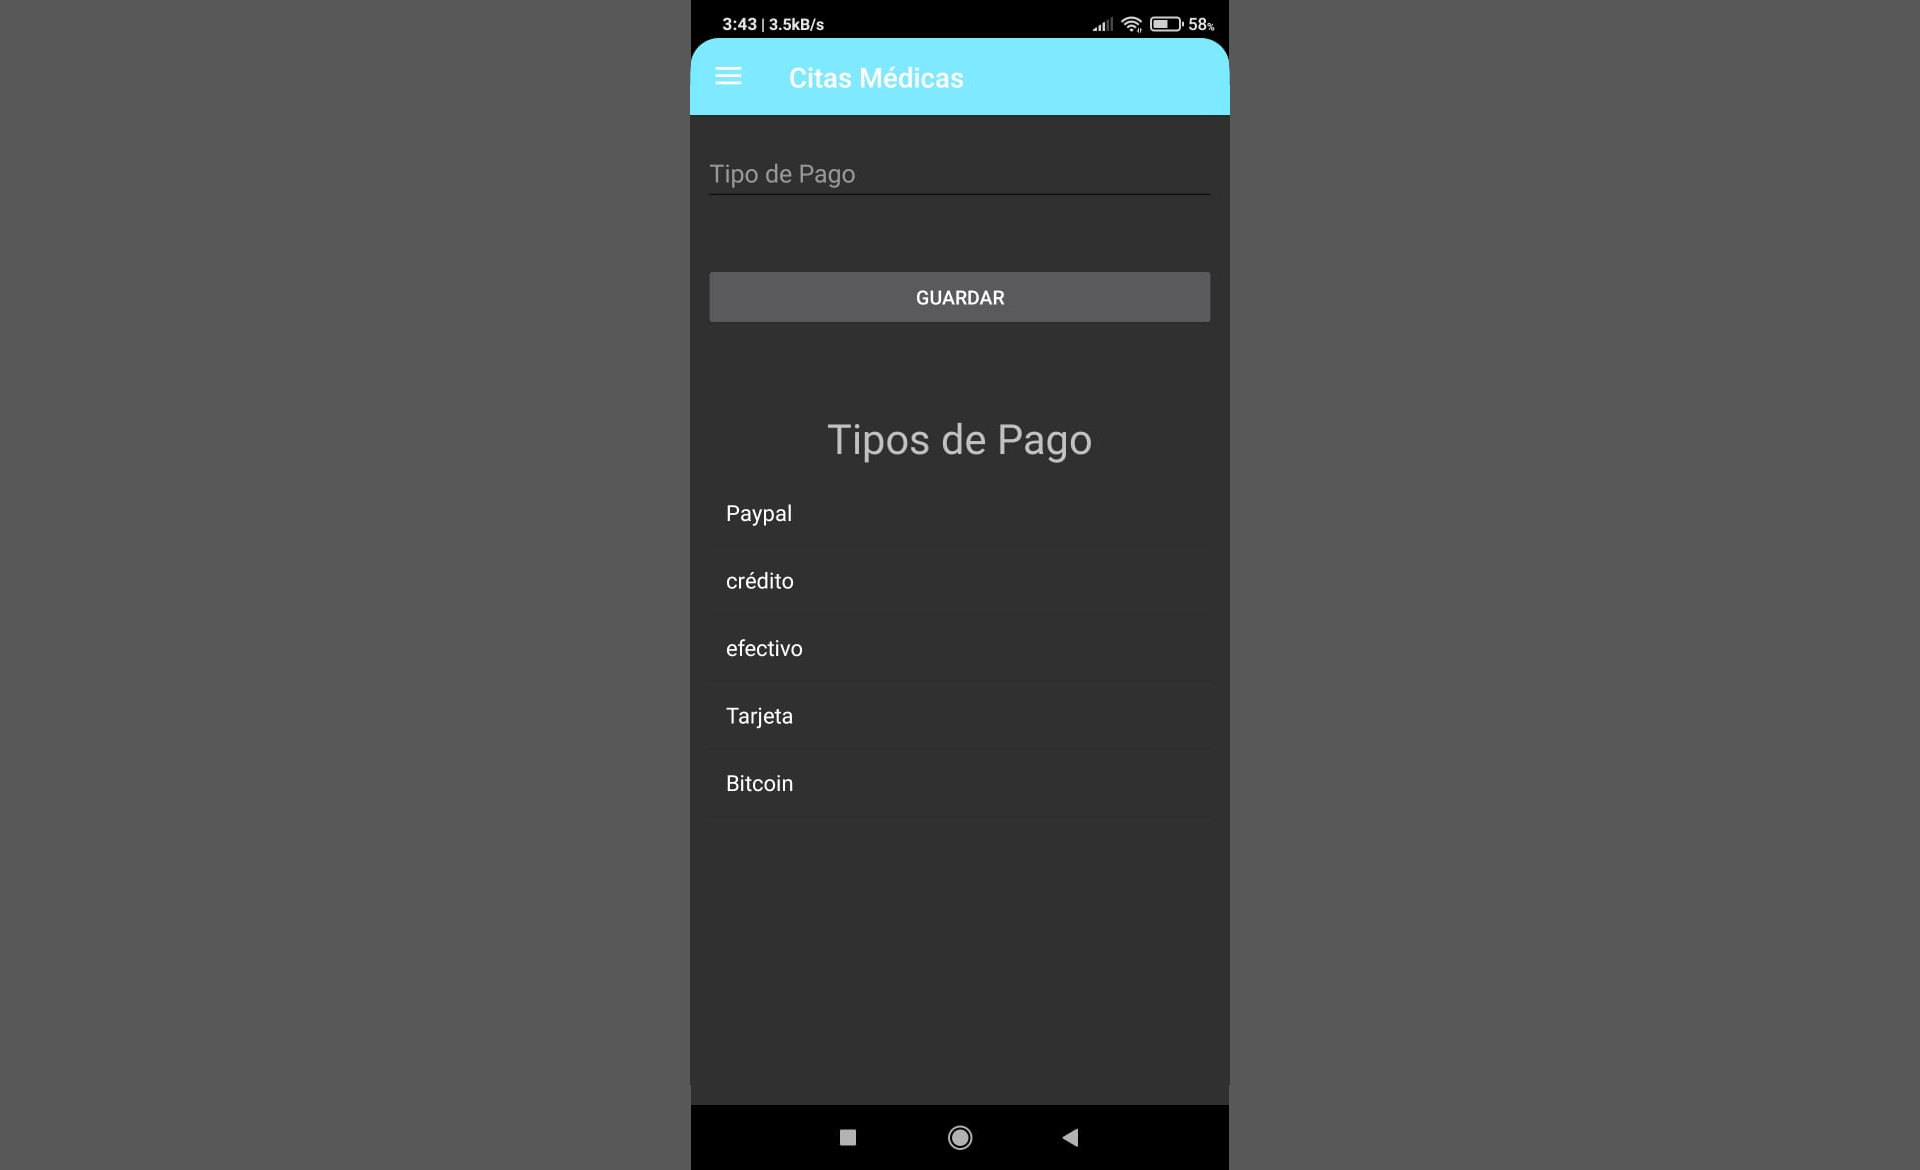 3:43 | 3.5kB/s 58%
Citas Médicas
Tipo de Pago
GUARDAR
Tipos de Pago
Paypal
crédito
efectivo
Tarjeta
Bitcoin